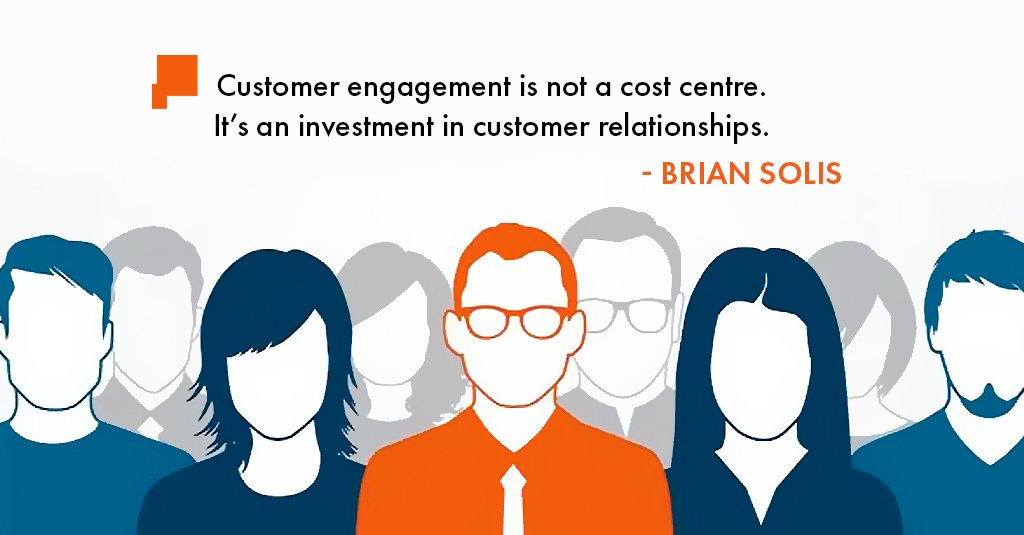 Customer engagement is not a cost centre.
It’s an investment in customer relationships.
- BRIAN SOLIS